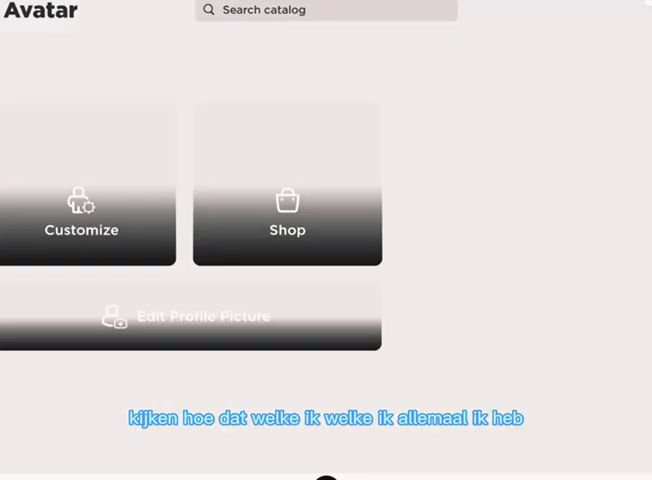 Avatar
Search catalog
Customize
Shop
Edit Profile Picture
kijken hoe dat welke ik welke ik allemaal ik heb